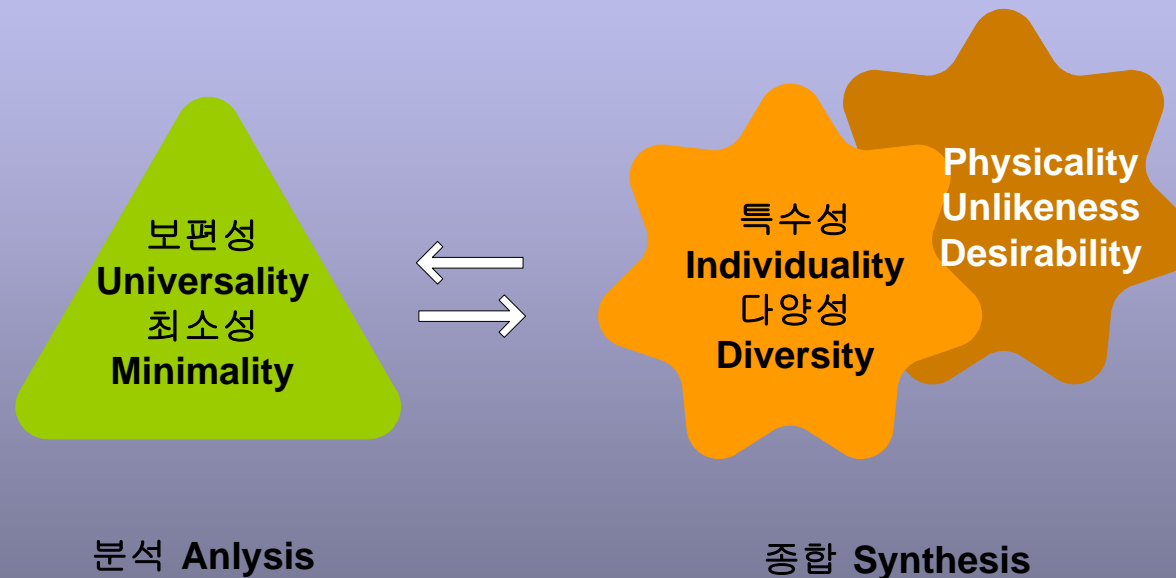 보편성
Universality
최소성
Minimality
특수성
Individuality
다양성
Diversity
Physicality
Unlikeness
Desirability
분석 Anlysis
종합 Synthesis